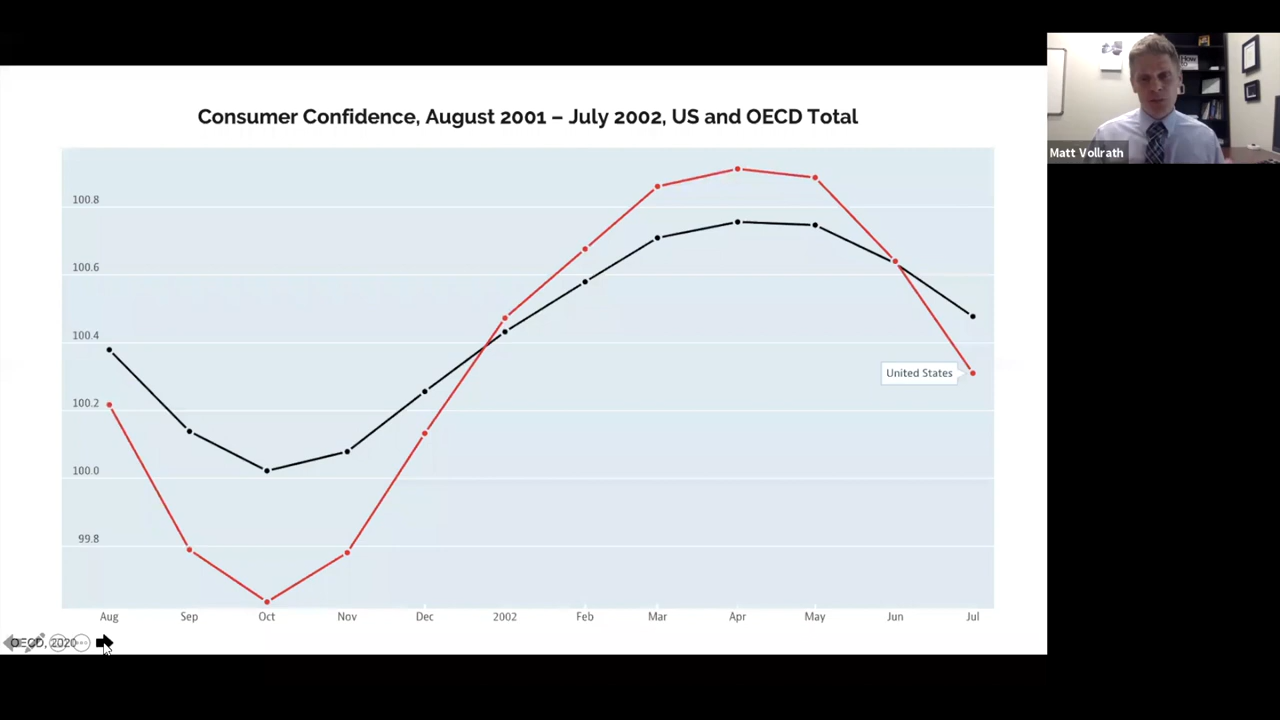 Consumer Confidence, August 2001 – July 2002, US and OECD Total
100.8
100.6
100.4
100.2
100.0
99.8
United States
Aug Sep Oct Nov Dec 2002 Feb Mar Apr May Jun Jul
OECD, 2020
Matt Vollrath